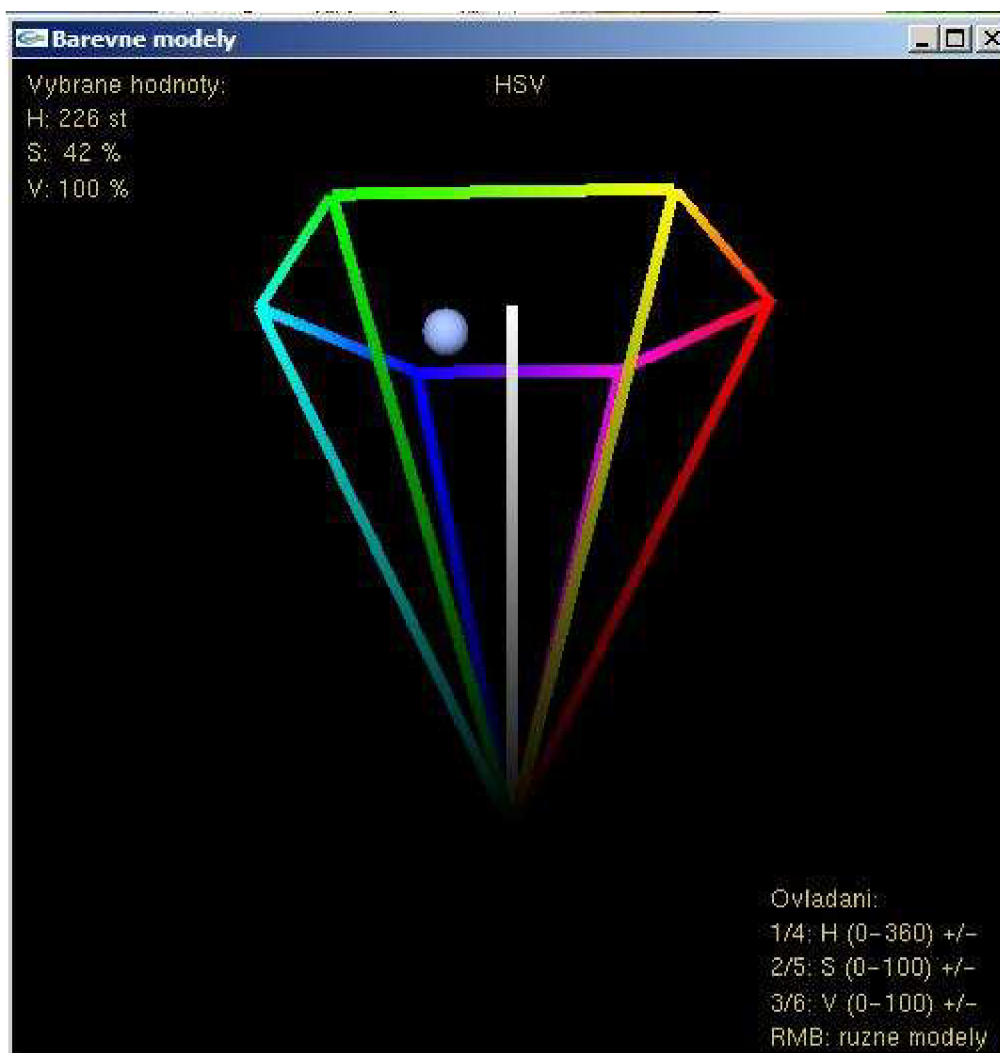 Barevne modely
Vybrane hodnoty:
HSV
H: 226 st
S: 42 %
V: 100 %
Ovladani:
1/4: H (0-360) +/-
2/5: S (0-100) +/-
3/6: V (0-100) +/-
RMB: ruzne modely